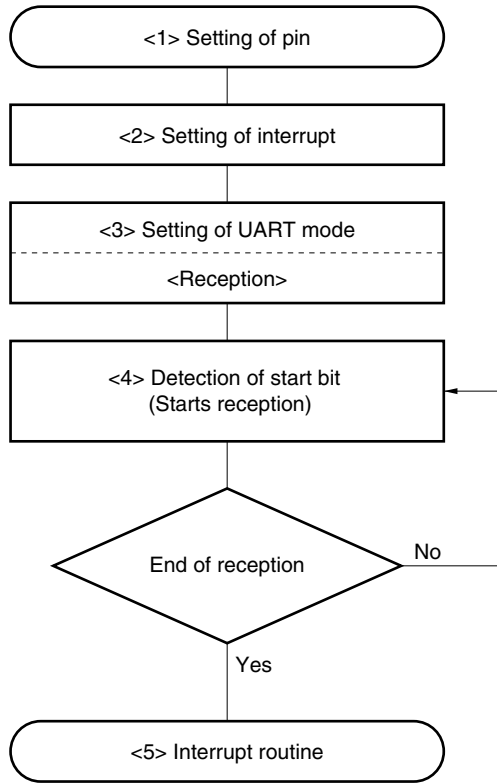 <1> Setting of pin
<2> Setting of interrupt
<3> Setting of UART mode
<Reception>
<4> Detection of start bit
(Starts reception)
End of reception
No
Yes
<5> Interrupt routine